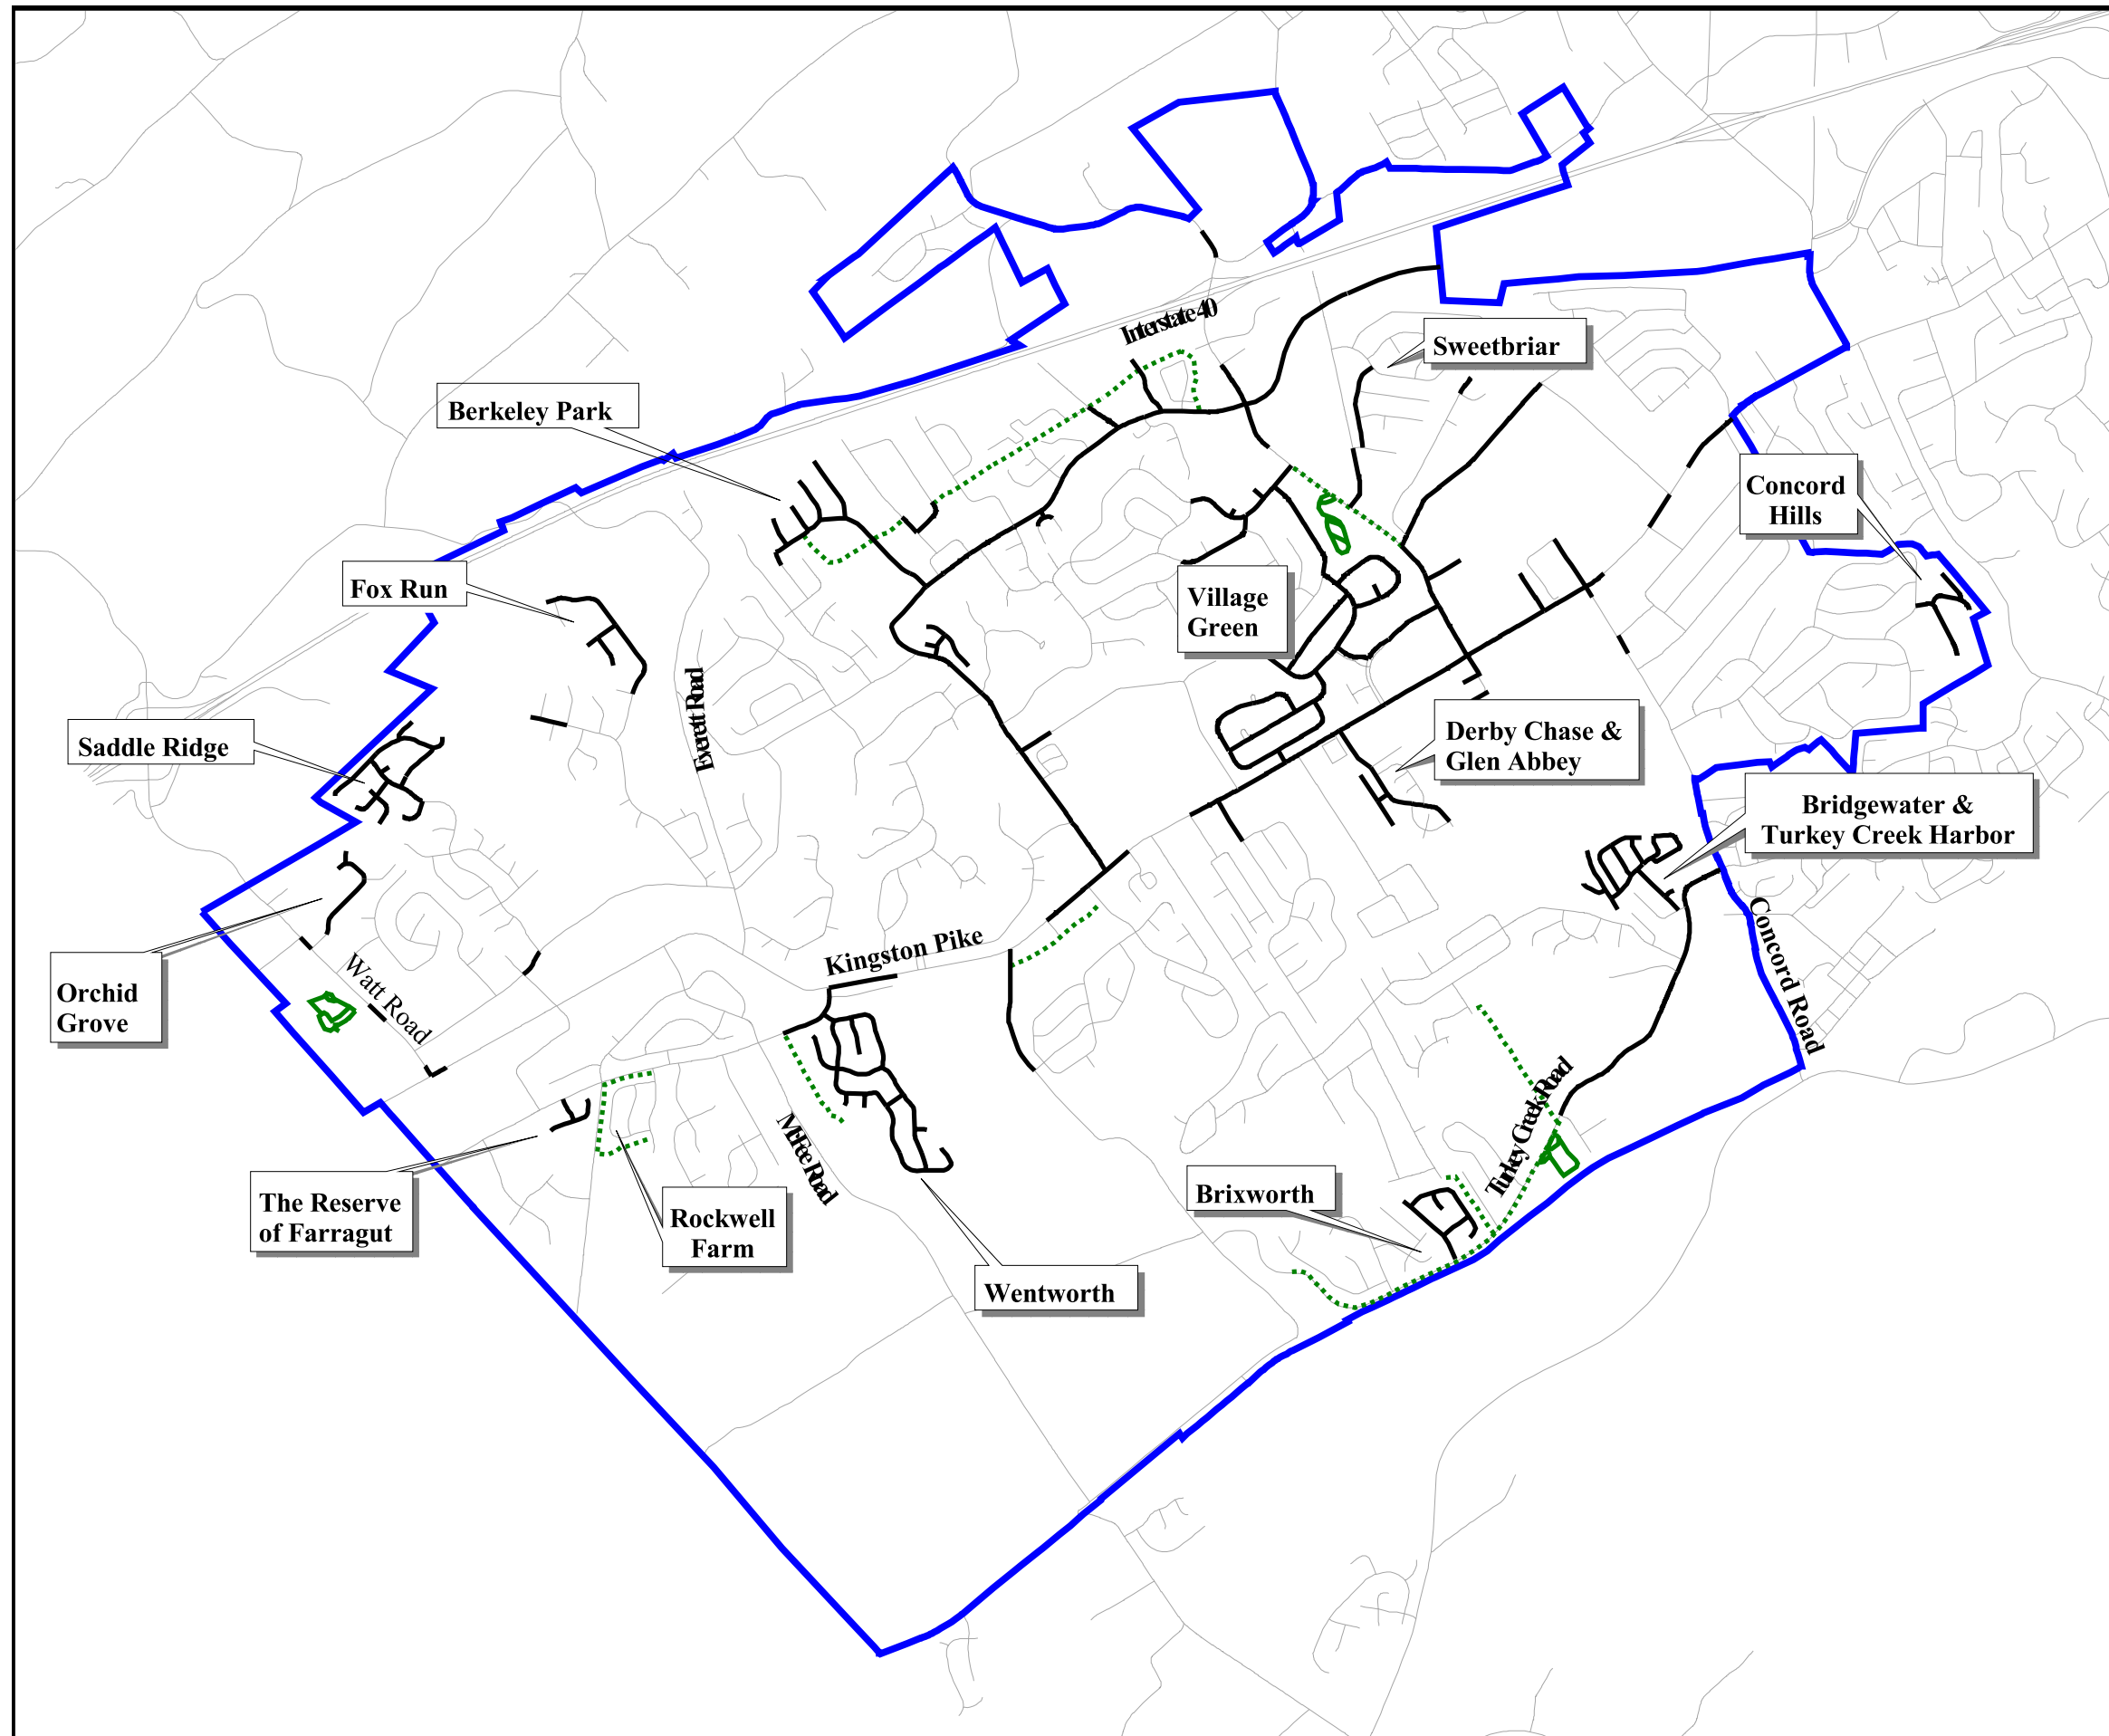 Interstate 40
Sweetbriar
Berkeley Park
Concord
Hills
Fox Run
Village
Green
Everett Road
Saddle Ridge
Derby Chase &
Glen Abbey
Bridgewater &
Turkey Creek Harbor
Concord Road
Kingston Pike
Orchid
Grove
Watt Road
Turkey Creek Road
McFee Road
The Reserve
of Farragut
Rockwell
Farm
Brixworth
Wentworth